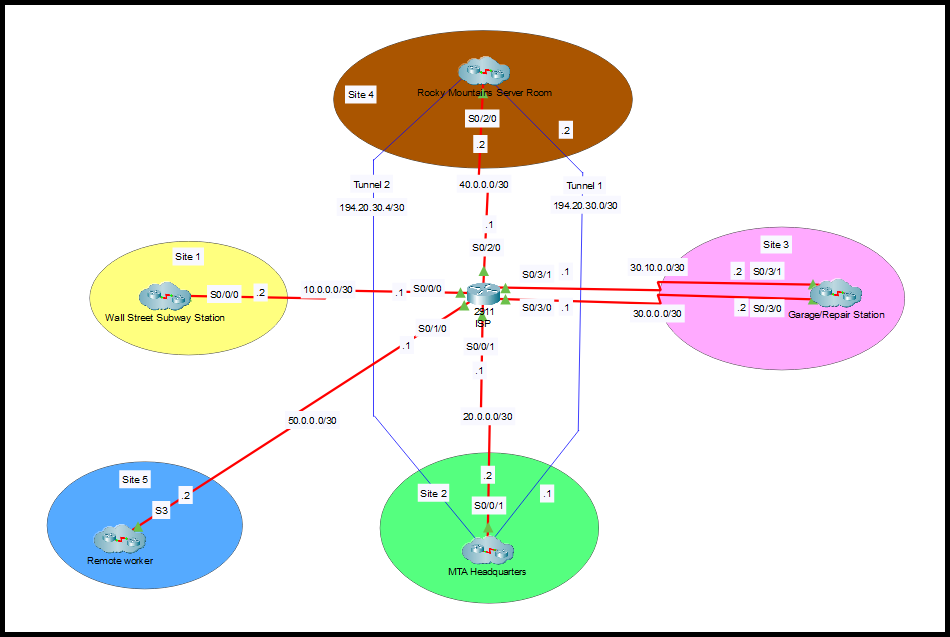 Site 4
Rocky Mountains Server Room
S0/2/0
.2
.2
Tunnel 2
194.20.30.4/30
40.0.0.0/30
Tunnel 1
194.20.30.0/30
.1
S0/2/0
Site 1
S0/0/0
.2
Wall Street Subway Station
10.0.0.0/30
.1
S0/0/0
2911
ISP
S0/3/1
.1
S0/3/0
.1
30.10.0.0/30
30.0.0.0/30
Site 3
.2
S0/3/1
.2
S0/3/0
Garage/Repair Station
S0/1/0
.1
S0/0/1
.1
50.0.0.0/30
20.0.0.0/30
Site 5
.2
S3
Remote worker
Site 2
.2
.1
S0/0/1
MTA Headquarters